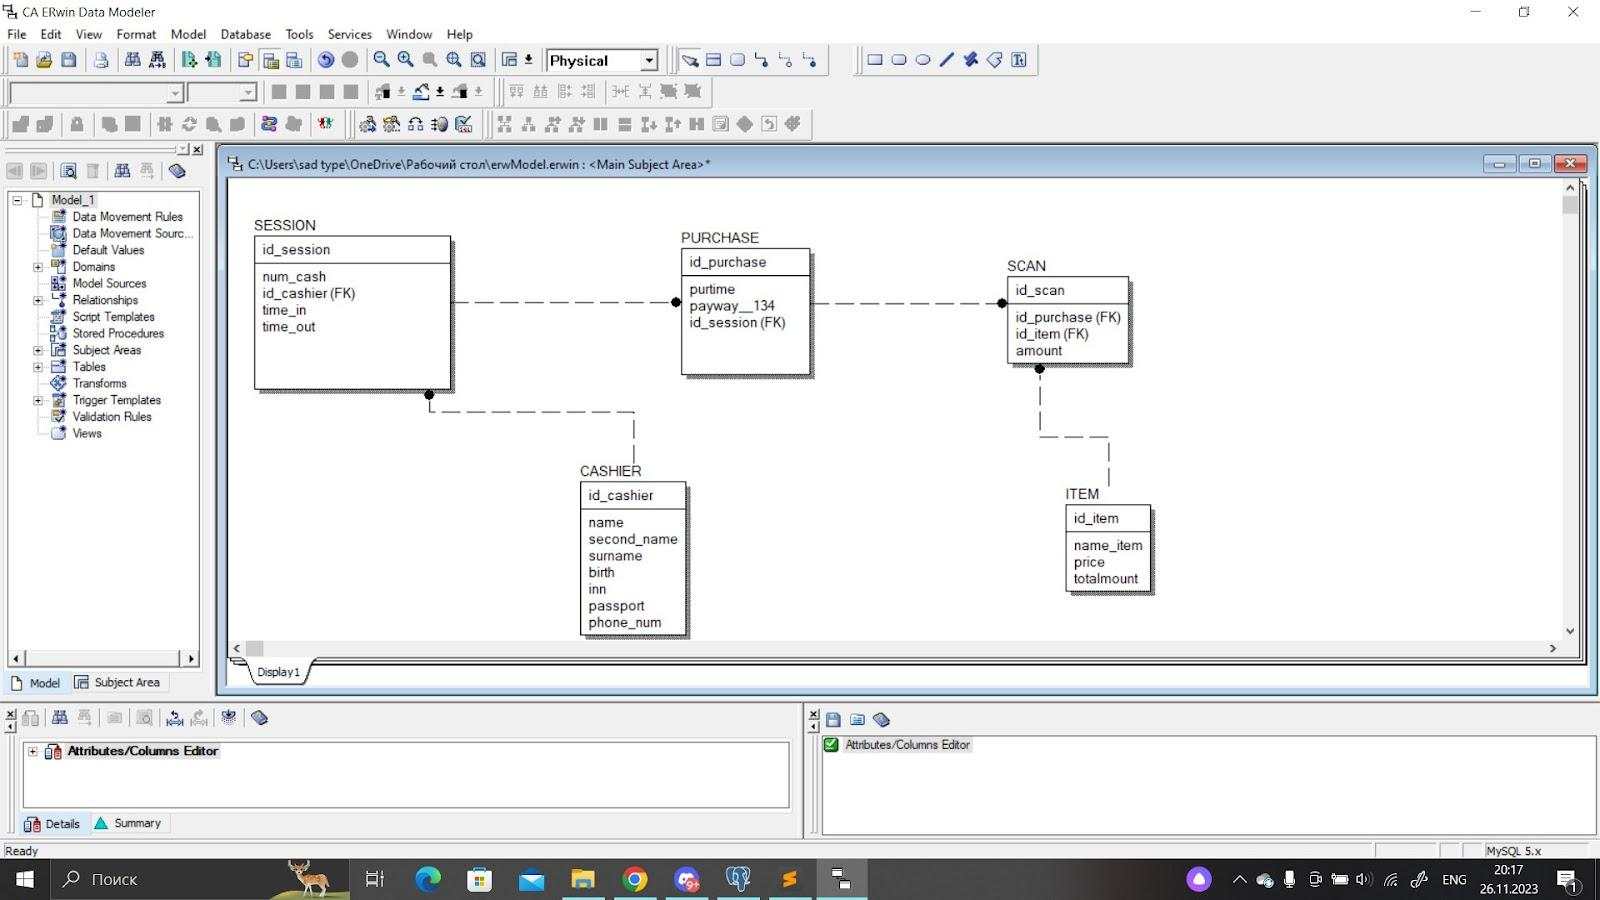 CA ERwin Data Modeler
File Edit View Format Model Database Tools Services Window Help
Physical
C:\Users\sad type\OneDrive\Рабочий стол\erwModel.erwin : <Main Subject Area>*
Model_1
Data Movement Rules
Data Movement Sourc...
Default Values
Domains
Model Sources
Relationships
Script Templates
Stored Procedures
Subject Areas
Tables
Transforms
Trigger Templates
Validation Rules
Views
Model
Subject Area
SESSION
id_session
num_cash
id_cashier (FK)
time_in
time_out
PURCHASE
id_purchase
purtime
payway__134
id_session (FK)
SCAN
id_scan
id_purchase (FK)
id_item (FK)
amount
CASHIER
id_cashier
name
second_name
surname
birth
inn
passport
phone_num
ITEM
id_item
name_item
price
totalmount
Display1
Attributes/Columns Editor
Details
Summary
Attributes/Columns Editor
Ready
MySQL 5.x
Поиск
9+
ENG
20:17
26.11.2023
1